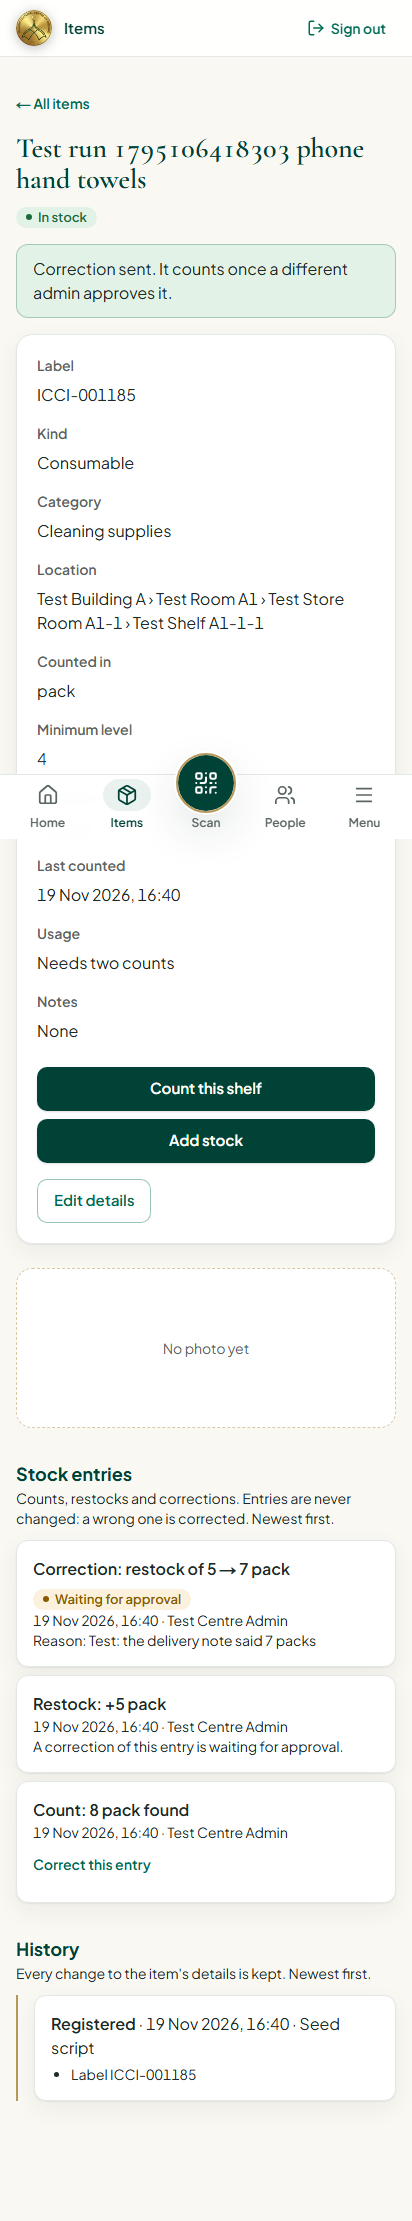 Items
Sign out
← All items
Test run 1795106418303 phone
hand towels
In stock
Correction sent. It counts once a different
admin approves it.
Label
ICCI-001185
Kind
Consumable
Category
Cleaning supplies
Location
Test Building A › Test Room A1 › Test Store
Room A1-1 › Test Shelf A1-1-1
Counted in
pack
Minimum level
4
Home
Items
Scan
People
Menu
Last counted
19 Nov 2026, 16:40
Usage
Needs two counts
Notes
None
Count this shelf
Add stock
Edit details
No photo yet
Stock entries
Counts, restocks and corrections. Entries are never
changed: a wrong one is corrected. Newest first.
Correction: restock of 5 → 7 pack
Waiting for approval
19 Nov 2026, 16:40 · Test Centre Admin
Reason: Test: the delivery note said 7 packs
Restock: +5 pack
19 Nov 2026, 16:40 · Test Centre Admin
A correction of this entry is waiting for approval.
Count: 8 pack found
19 Nov 2026, 16:40 · Test Centre Admin
Correct this entry
History
Every change to the item's details is kept. Newest first.
Registered · 19 Nov 2026, 16:40 · Seed
script
• Label ICCI-001185